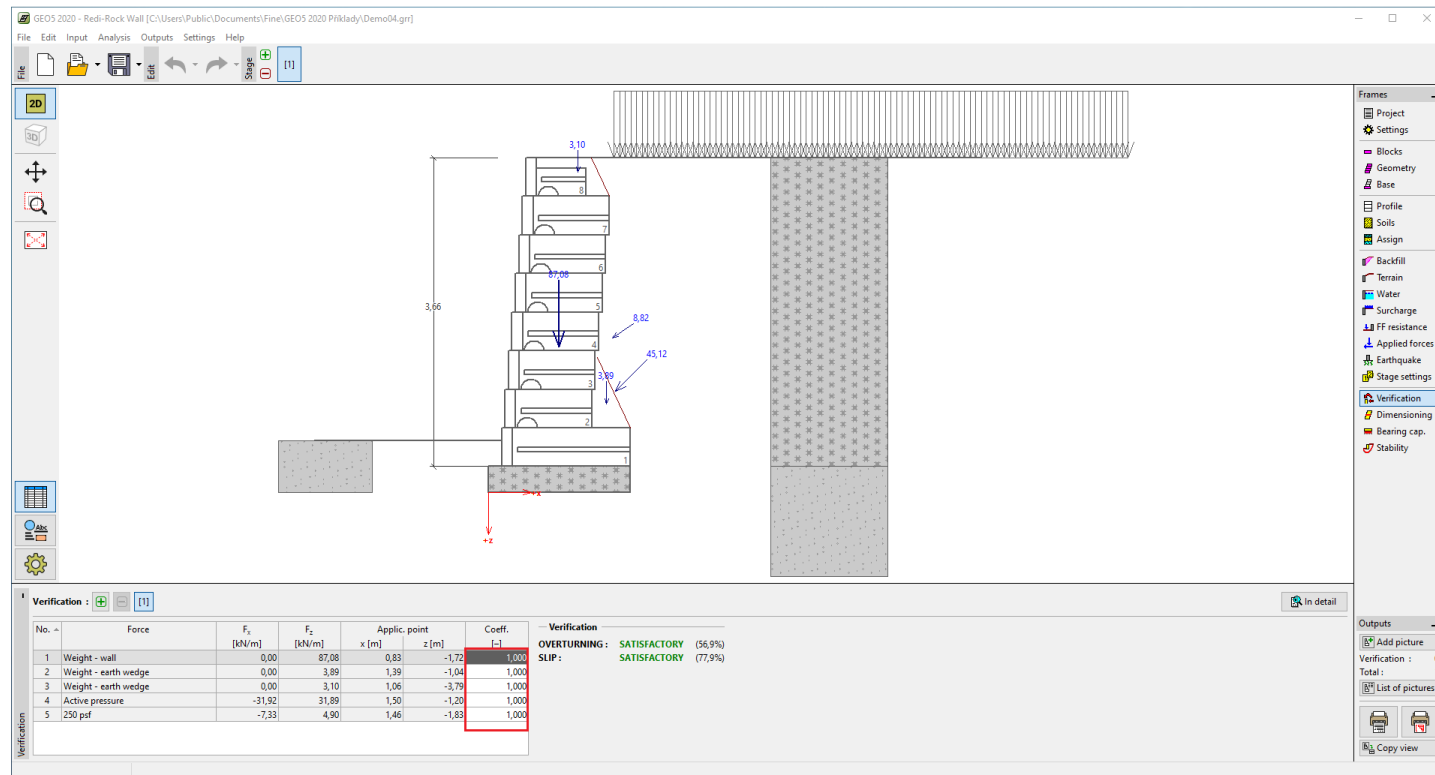 GEO5 2020 - Redi-Rock Wall [C:\Users\Public\Documents\Fine\GEO5 2020 Příklady\Demo04.grr]
File Edit Input Analysis Outputs Settings Help
File Edit Stage [1]
2D
3D
Abc
3,10
8
7
6
87,08
5
3,66
8,82
4
45,12
3
3,89
2
1
+x
+z
Frames
Project
Settings
Blocks
Geometry
Base
Profile
Soils
Assign
Backfill
Terrain
Water
Surcharge
FF resistance
Applied forces
Earthquake
Stage settings
Verification
Dimensioning
Bearing cap.
Stability
Verification : [1] In detail
No. Force Fx Fz Applic. point Coeff.
[kN/m] [kN/m] x [m] z [m] [–]
1 Weight - wall 0,00 87,08 0,83 -1,72 1,000
2 Weight - earth wedge 0,00 3,89 1,39 -1,04 1,000
3 Weight - earth wedge 0,00 3,10 1,06 -3,79 1,000
4 Active pressure -31,92 31,89 1,50 -1,20 1,000
5 250 psf -7,33 4,90 1,46 -1,83 1,000
Verification
OVERTURNING : SATISFACTORY (56,9%)
SLIP : SATISFACTORY (77,9%)
Verification
Outputs
Add picture
Verification :
Total :
List of pictures
Copy view